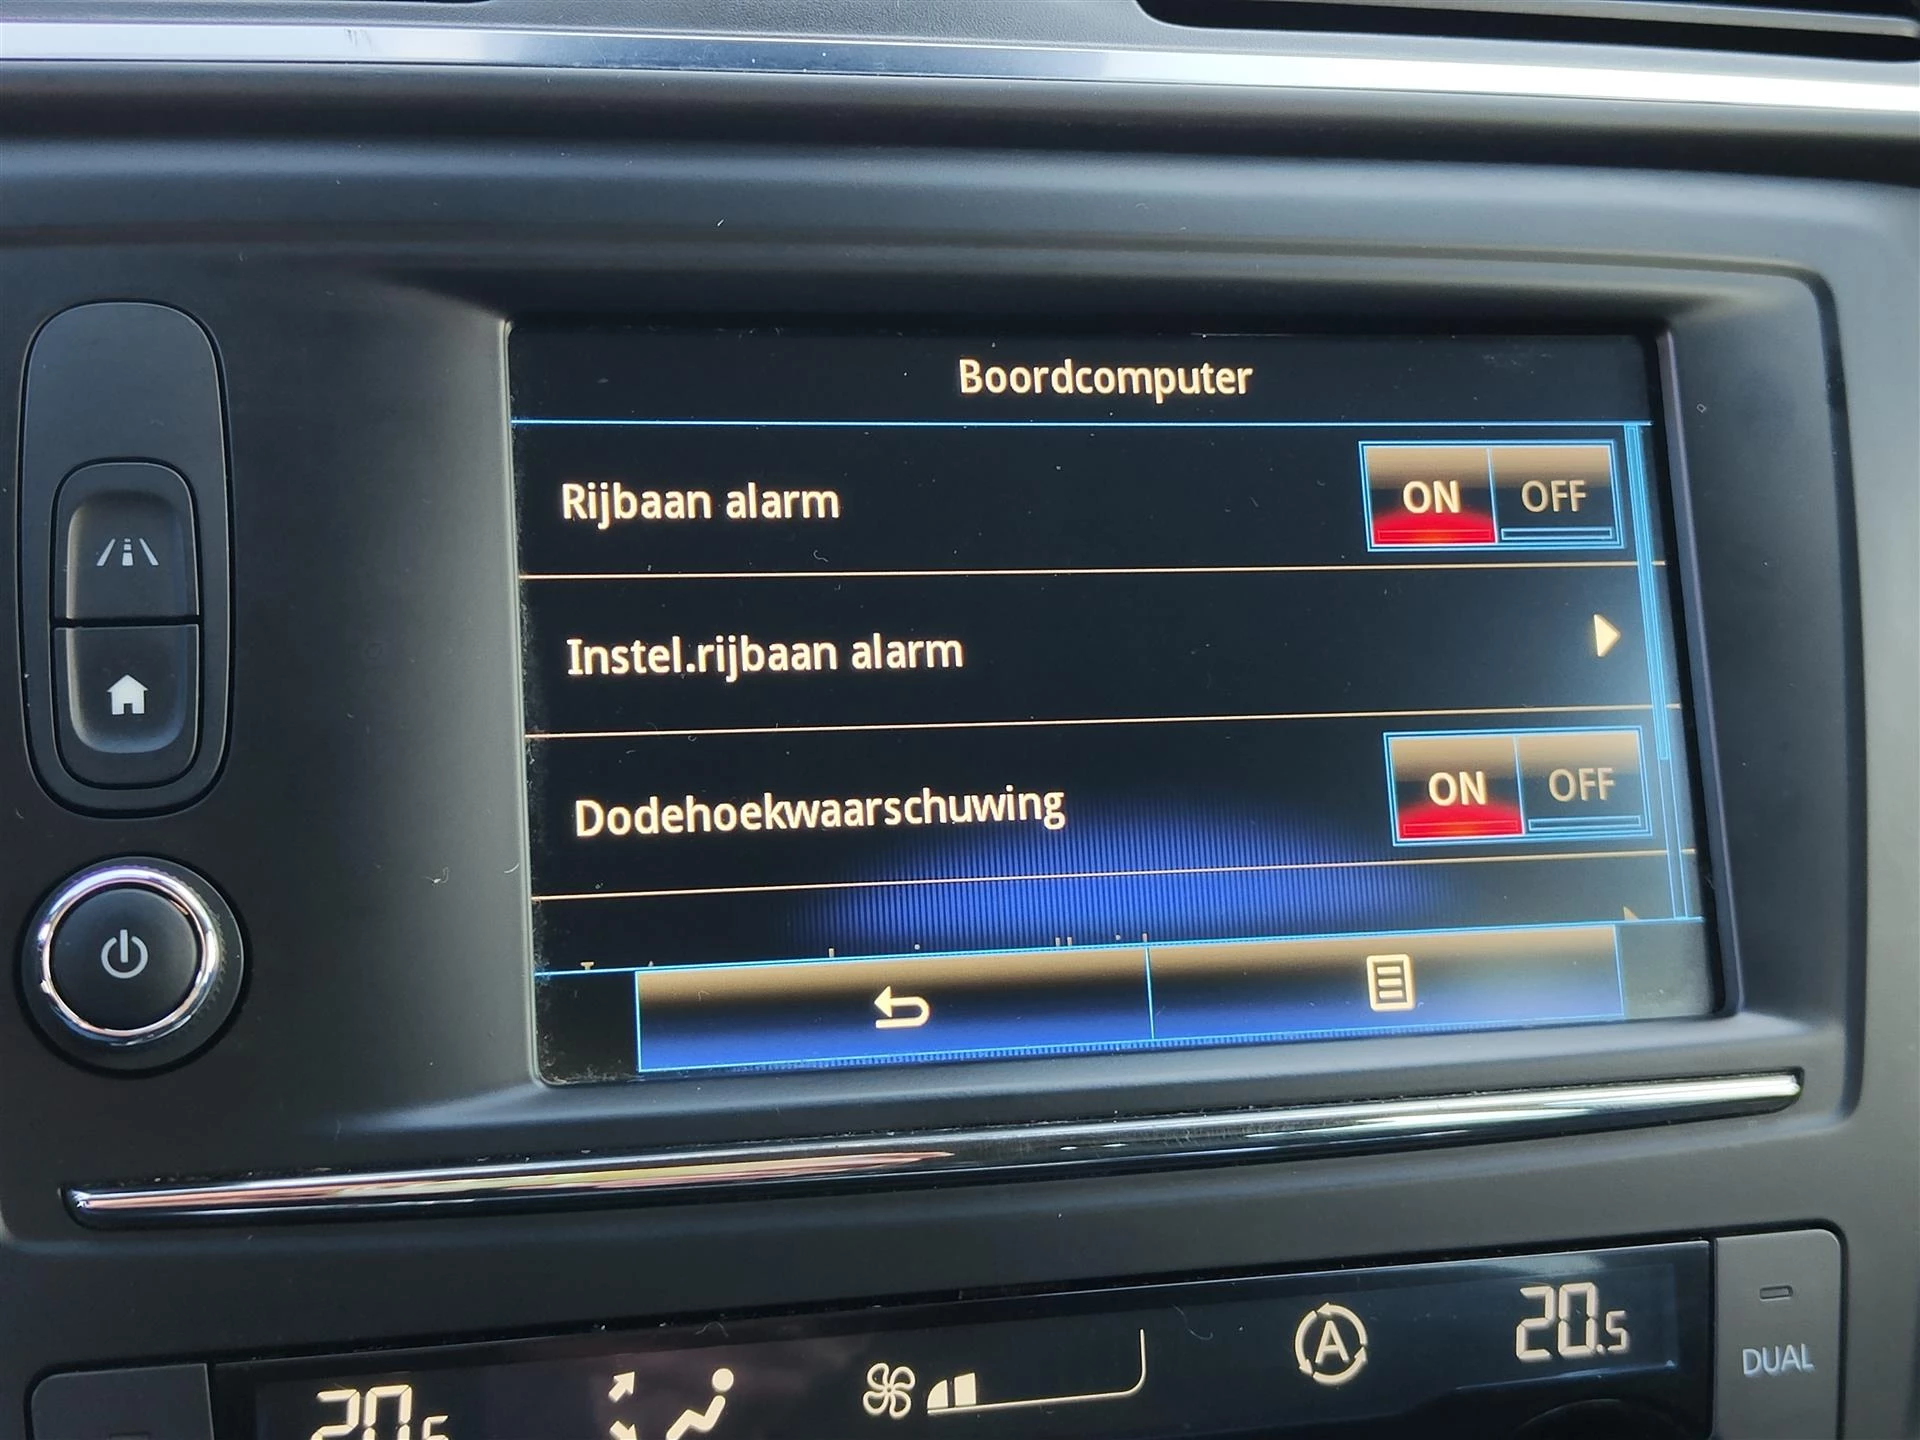 Boordcomputer
Rijbaan alarm ON OFF
Instel.rijbaan alarm
Dodehoekwaarschuwing ON OFF
A 20.5
DUAL
20.5